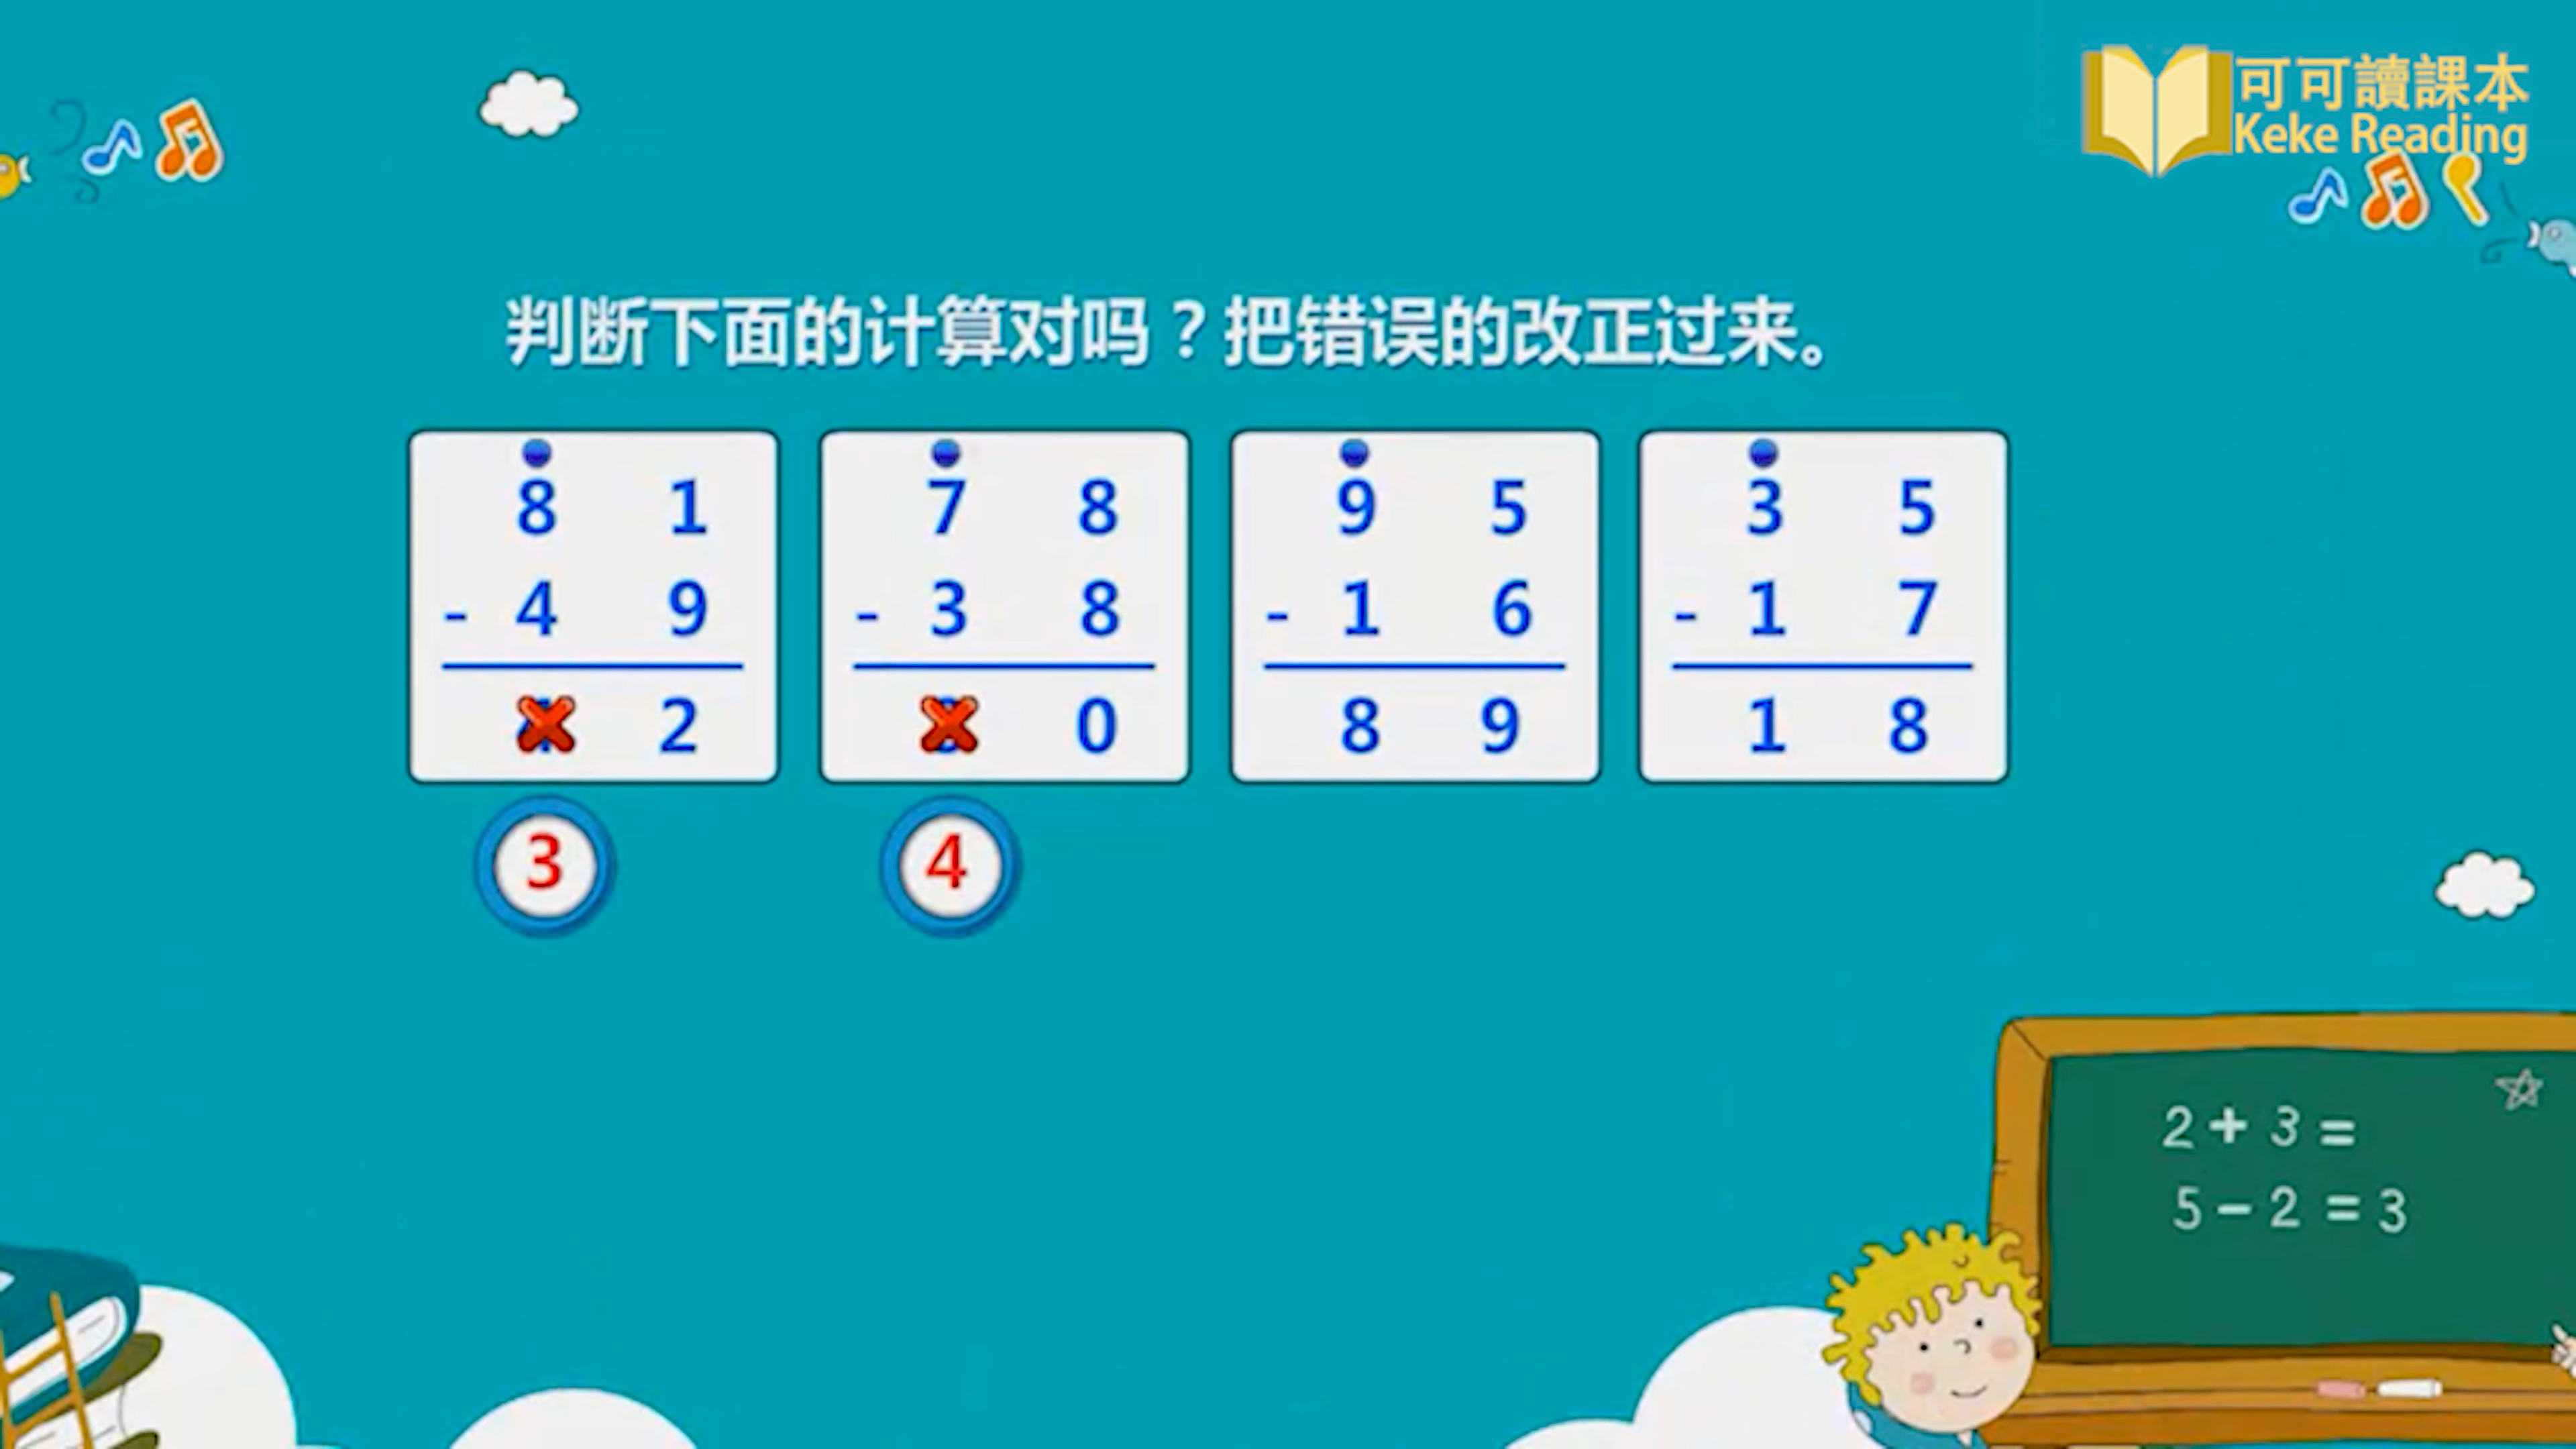 可可讀課本
Keke Reading
判断下面的计算对吗？把错误的改正过来。
8 1
- 4 9
2
3
7 8
- 3 8
0
4
9 5
- 1 6
8 9
3 5
- 1 7
1 8
2 + 3 =
5 - 2 = 3